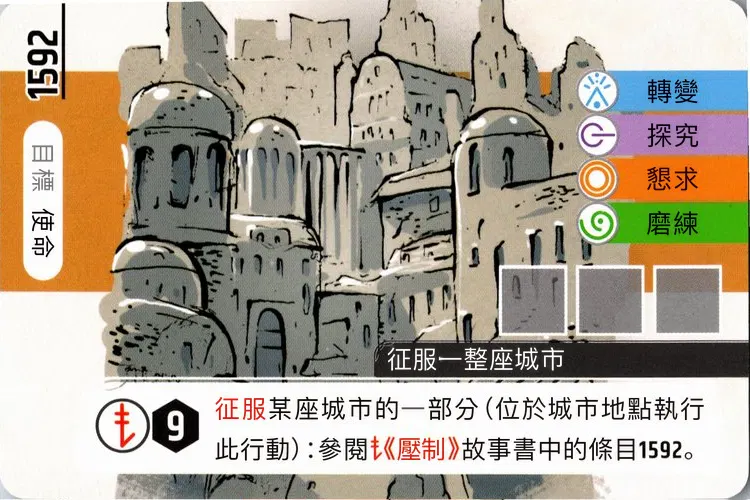 1592
目標 使命
轉變
探究
懇求
磨練
征服一整座城市
9
征服某座城市的一部分（位於城市地點執行
此行動）：參閱《壓制》故事書中的條目1592。